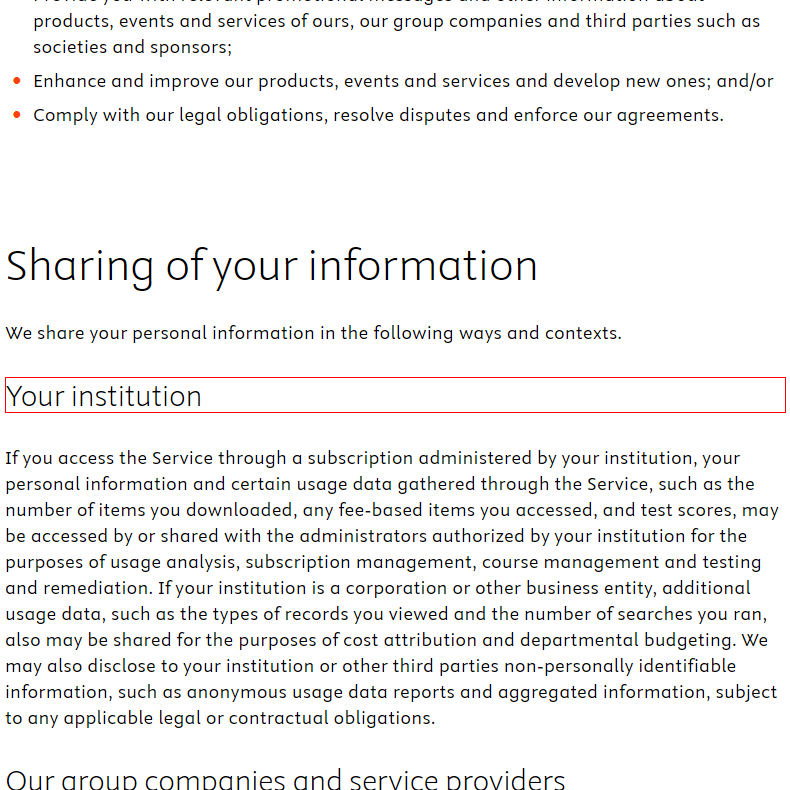 Provide you with relevant promotional messages and other information about
products, events and services of ours, our group companies and third parties such as
societies and sponsors;
Enhance and improve our products, events and services and develop new ones; and/or
Comply with our legal obligations, resolve disputes and enforce our agreements.
Sharing of your information
We share your personal information in the following ways and contexts.
Your institution
If you access the Service through a subscription administered by your institution, your
personal information and certain usage data gathered through the Service, such as the
number of items you downloaded, any fee-based items you accessed, and test scores, may
be accessed by or shared with the administrators authorized by your institution for the
purposes of usage analysis, subscription management, course management and testing
and remediation. If your institution is a corporation or other business entity, additional
usage data, such as the types of records you viewed and the number of searches you ran,
also may be shared for the purposes of cost attribution and departmental budgeting. We
may also disclose to your institution or other third parties non-personally identifiable
information, such as anonymous usage data reports and aggregated information, subject
to any applicable legal or contractual obligations.
Our group companies and service providers